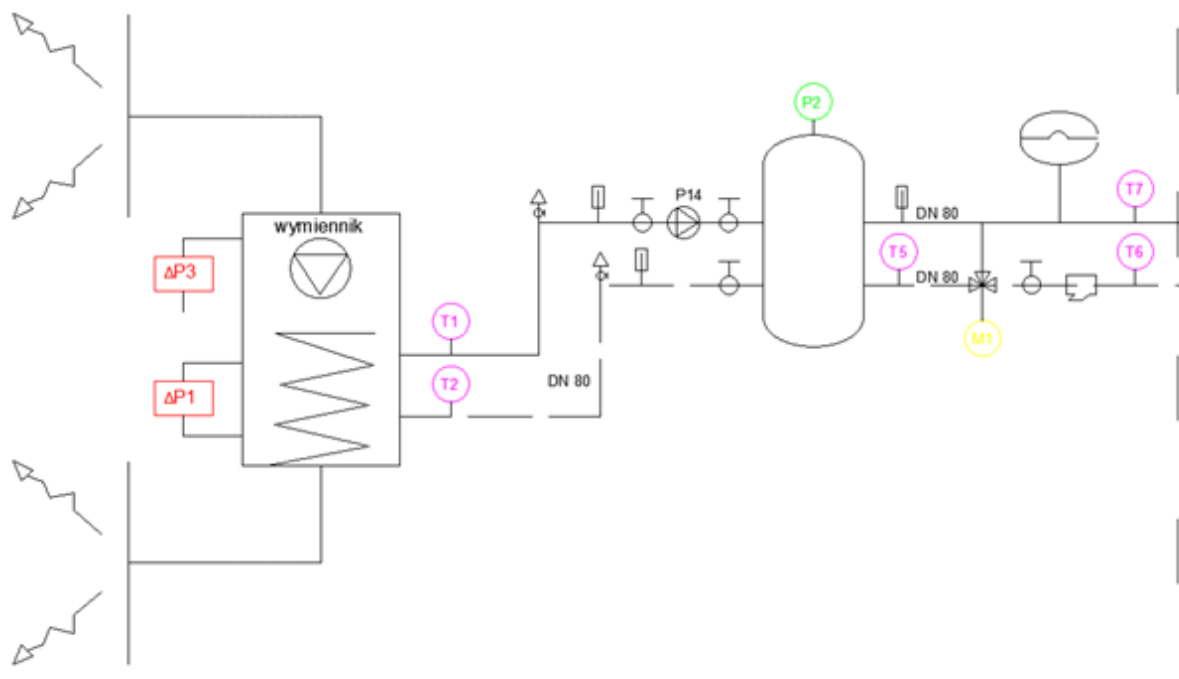 P2
P14
T7
DN 80
wymiennik
ΔP3
T5
T6
DN 80
T1
M1
T2
DN 80
ΔP1